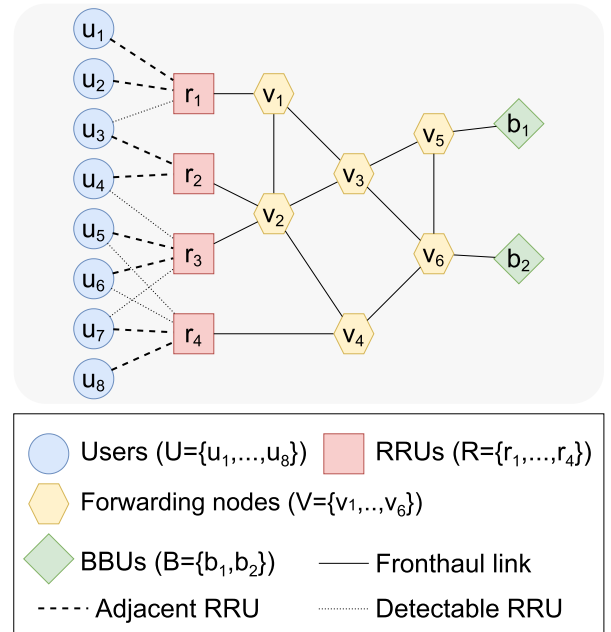 u₁
u₂
u₃
u₄
u₅
u₆
u₇
u₈
r₁
r₂
r₃
r₄
v₁
v₂
v₃
v₄
v₅
v₆
b₁
b₂
Users (U={u₁,...,u₈}) RRUs (R={r₁,...,r₄})
Forwarding nodes (V={v₁,..,v₆})
BBUs (B={b₁,b₂}) Fronthaul link
Adjacent RRU Detectable RRU